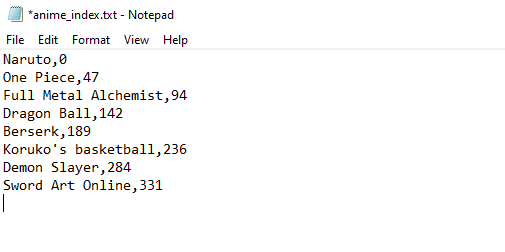 *anime_index.txt - Notepad
File Edit Format View Help
Naruto,0
One Piece,47
Full Metal Alchemist,94
Dragon Ball,142
Berserk,189
Koruko's basketball,236
Demon Slayer,284
Sword Art Online,331